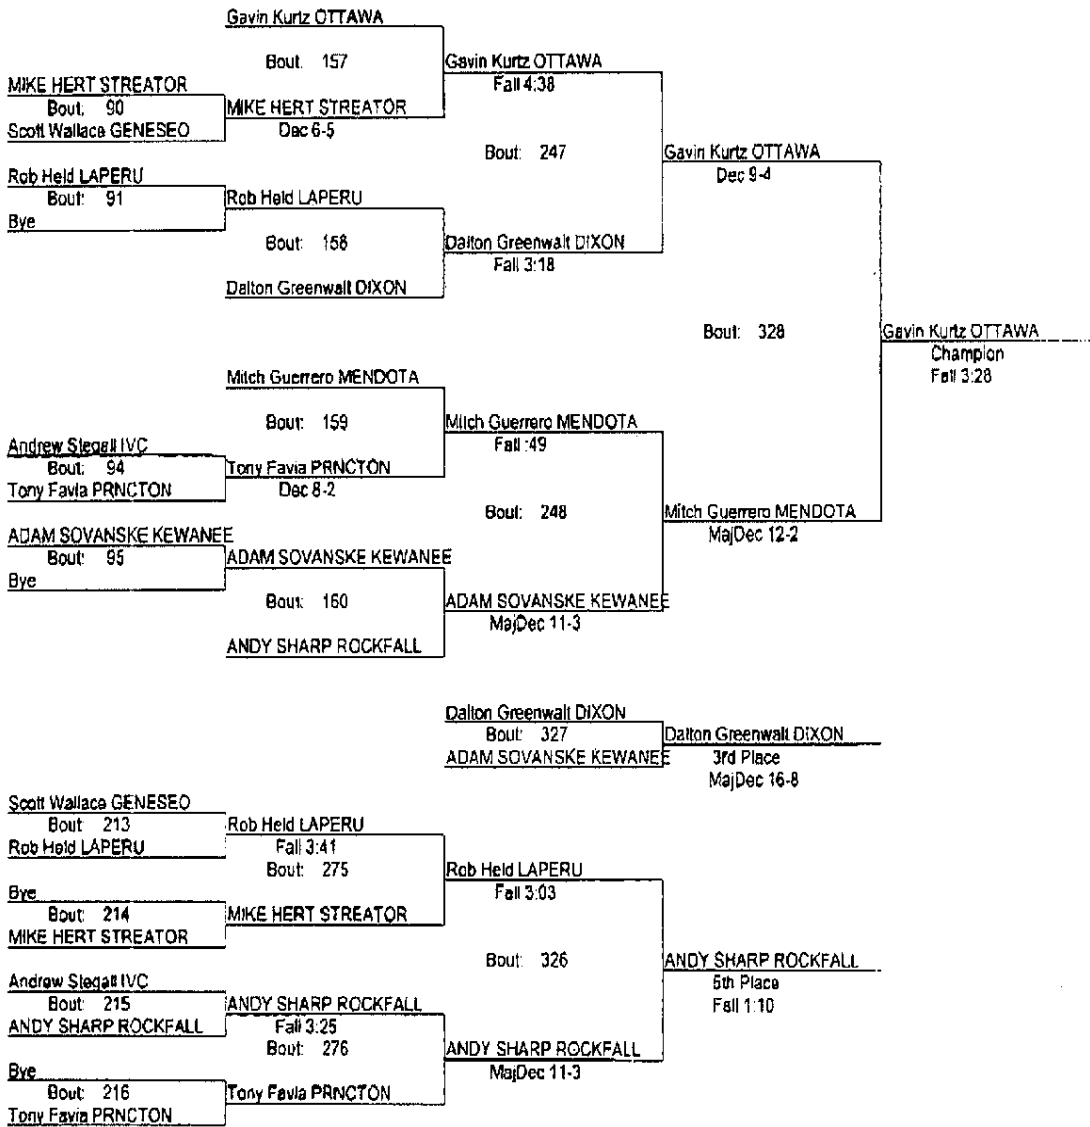 Gavin Kurtz OTTAWA
Bout: 157
Gavin Kurtz OTTAWA
Fall 4:38
MIKE HERT STREATOR
Bout: 90
MIKE HERT STREATOR
Scott Wallace GENESEO
Dec 6-5
Bout: 247
Gavin Kurtz OTTAWA
Dec 9-4
Rob Held LAPERU
Bout: 91
Rob Held LAPERU
Bye
Bout: 158
Dalton Greenwalt DIXON
Fall 3:18
Dalton Greenwalt DIXON
Bout: 328
Gavin Kurtz OTTAWA
Champion
Fall 3:28
Mitch Guerrero MENDOTA
Bout: 159
Mitch Guerrero MENDOTA
Fall :49
Andrew Stegall IVC
Bout: 94
Tony Favia PRNCTON
Tony Favia PRNCTON
Dec 8-2
Bout: 248
Mitch Guerrero MENDOTA
MajDec 12-2
ADAM SOVANSKE KEWANEE
Bout: 95
ADAM SOVANSKE KEWANEE
Bye
Bout: 160
ADAM SOVANSKE KEWANEE
MajDec 11-3
ANDY SHARP ROCKFALL
Dalton Greenwalt DIXON
Bout: 327
Dalton Greenwalt DIXON
ADAM SOVANSKE KEWANEE
3rd Place
MajDec 16-8
Scott Wallace GENESEO
Bout: 213
Rob Held LAPERU
Rob Held LAPERU
Fall 3:41
Bout: 275
Rob Held LAPERU
Fall 3:03
Bye
Bout: 214
MIKE HERT STREATOR
MIKE HERT STREATOR
Bout: 326
ANDY SHARP ROCKFALL
5th Place
Fall 1:10
Andrew Stegall IVC
Bout: 215
ANDY SHARP ROCKFALL
ANDY SHARP ROCKFALL
Fall 3:25
Bout: 276
ANDY SHARP ROCKFALL
MajDec 11-3
Bye
Bout: 216
Tony Favia PRNCTON
Tony Favia PRNCTON